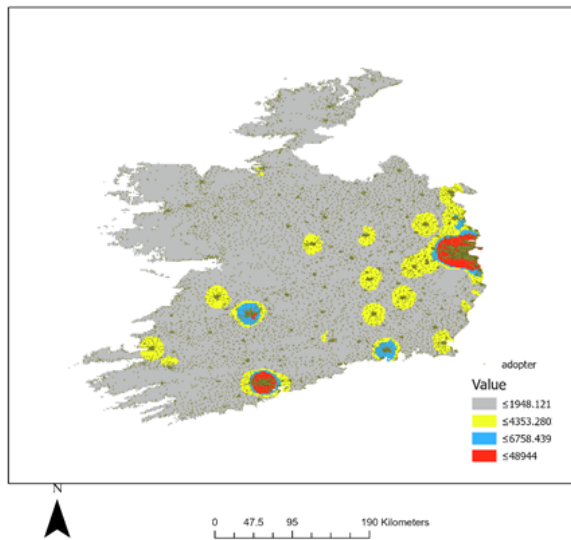 adopter
Value
≤1948.121
≤4353.280
≤6758.439
≤48944
N
0 47.5 95 190 Kilometers